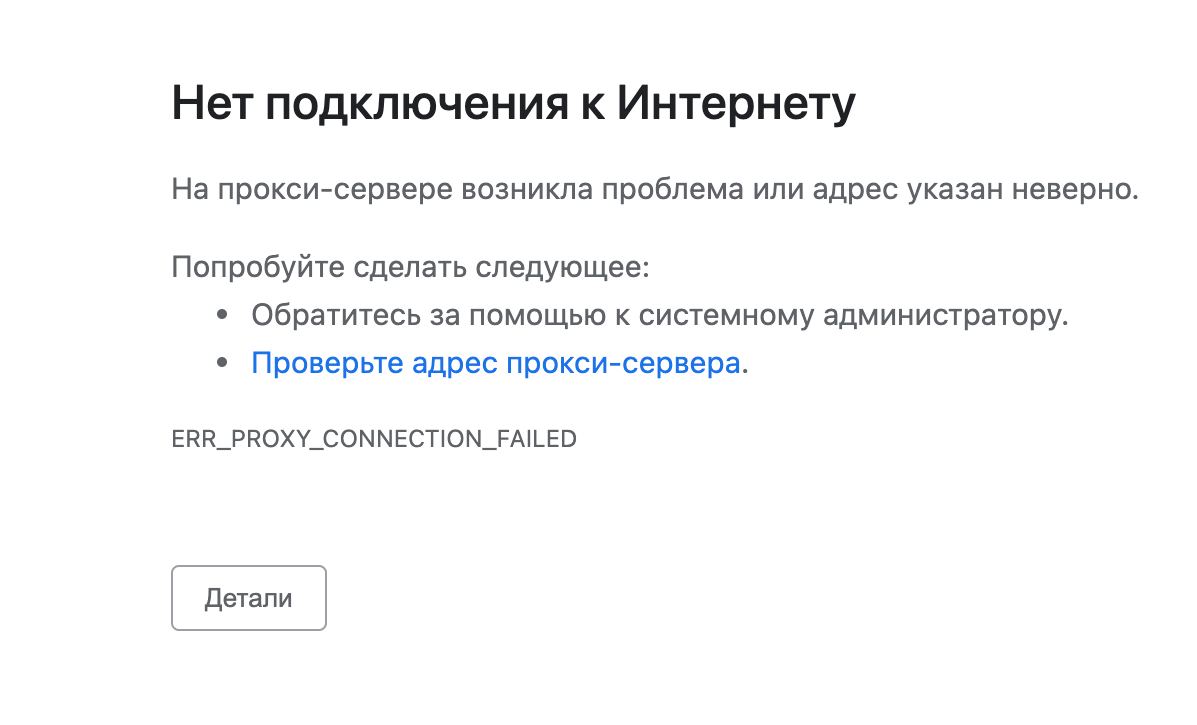 Нет подключения к Интернету
На прокси-сервере возникла проблема или адрес указан неверно.
Попробуйте сделать следующее:
• Обратитесь за помощью к системному администратору.
• Проверьте адрес прокси-сервера.
ERR_PROXY_CONNECTION_FAILED
Детали